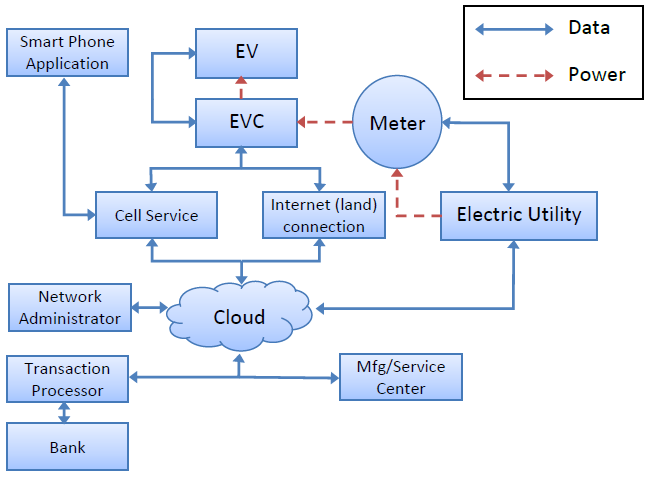 Smart Phone
Application
EV
Data
Power
EVC
Meter
Cell Service
Internet (land)
connection
Electric Utility
Network
Administrator
Cloud
Transaction
Processor
Mfg/Service
Center
Bank